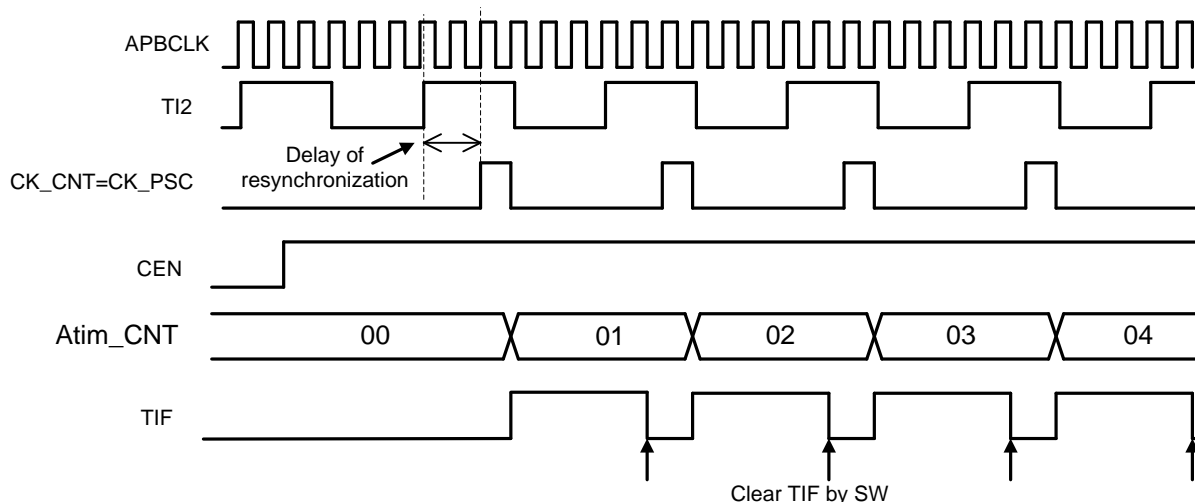 APBCLK
TI2
Delay of
resynchronization
CK_CNT=CK_PSC
CEN
Atim_CNT
00
01
02
03
04
TIF
Clear TIF by SW